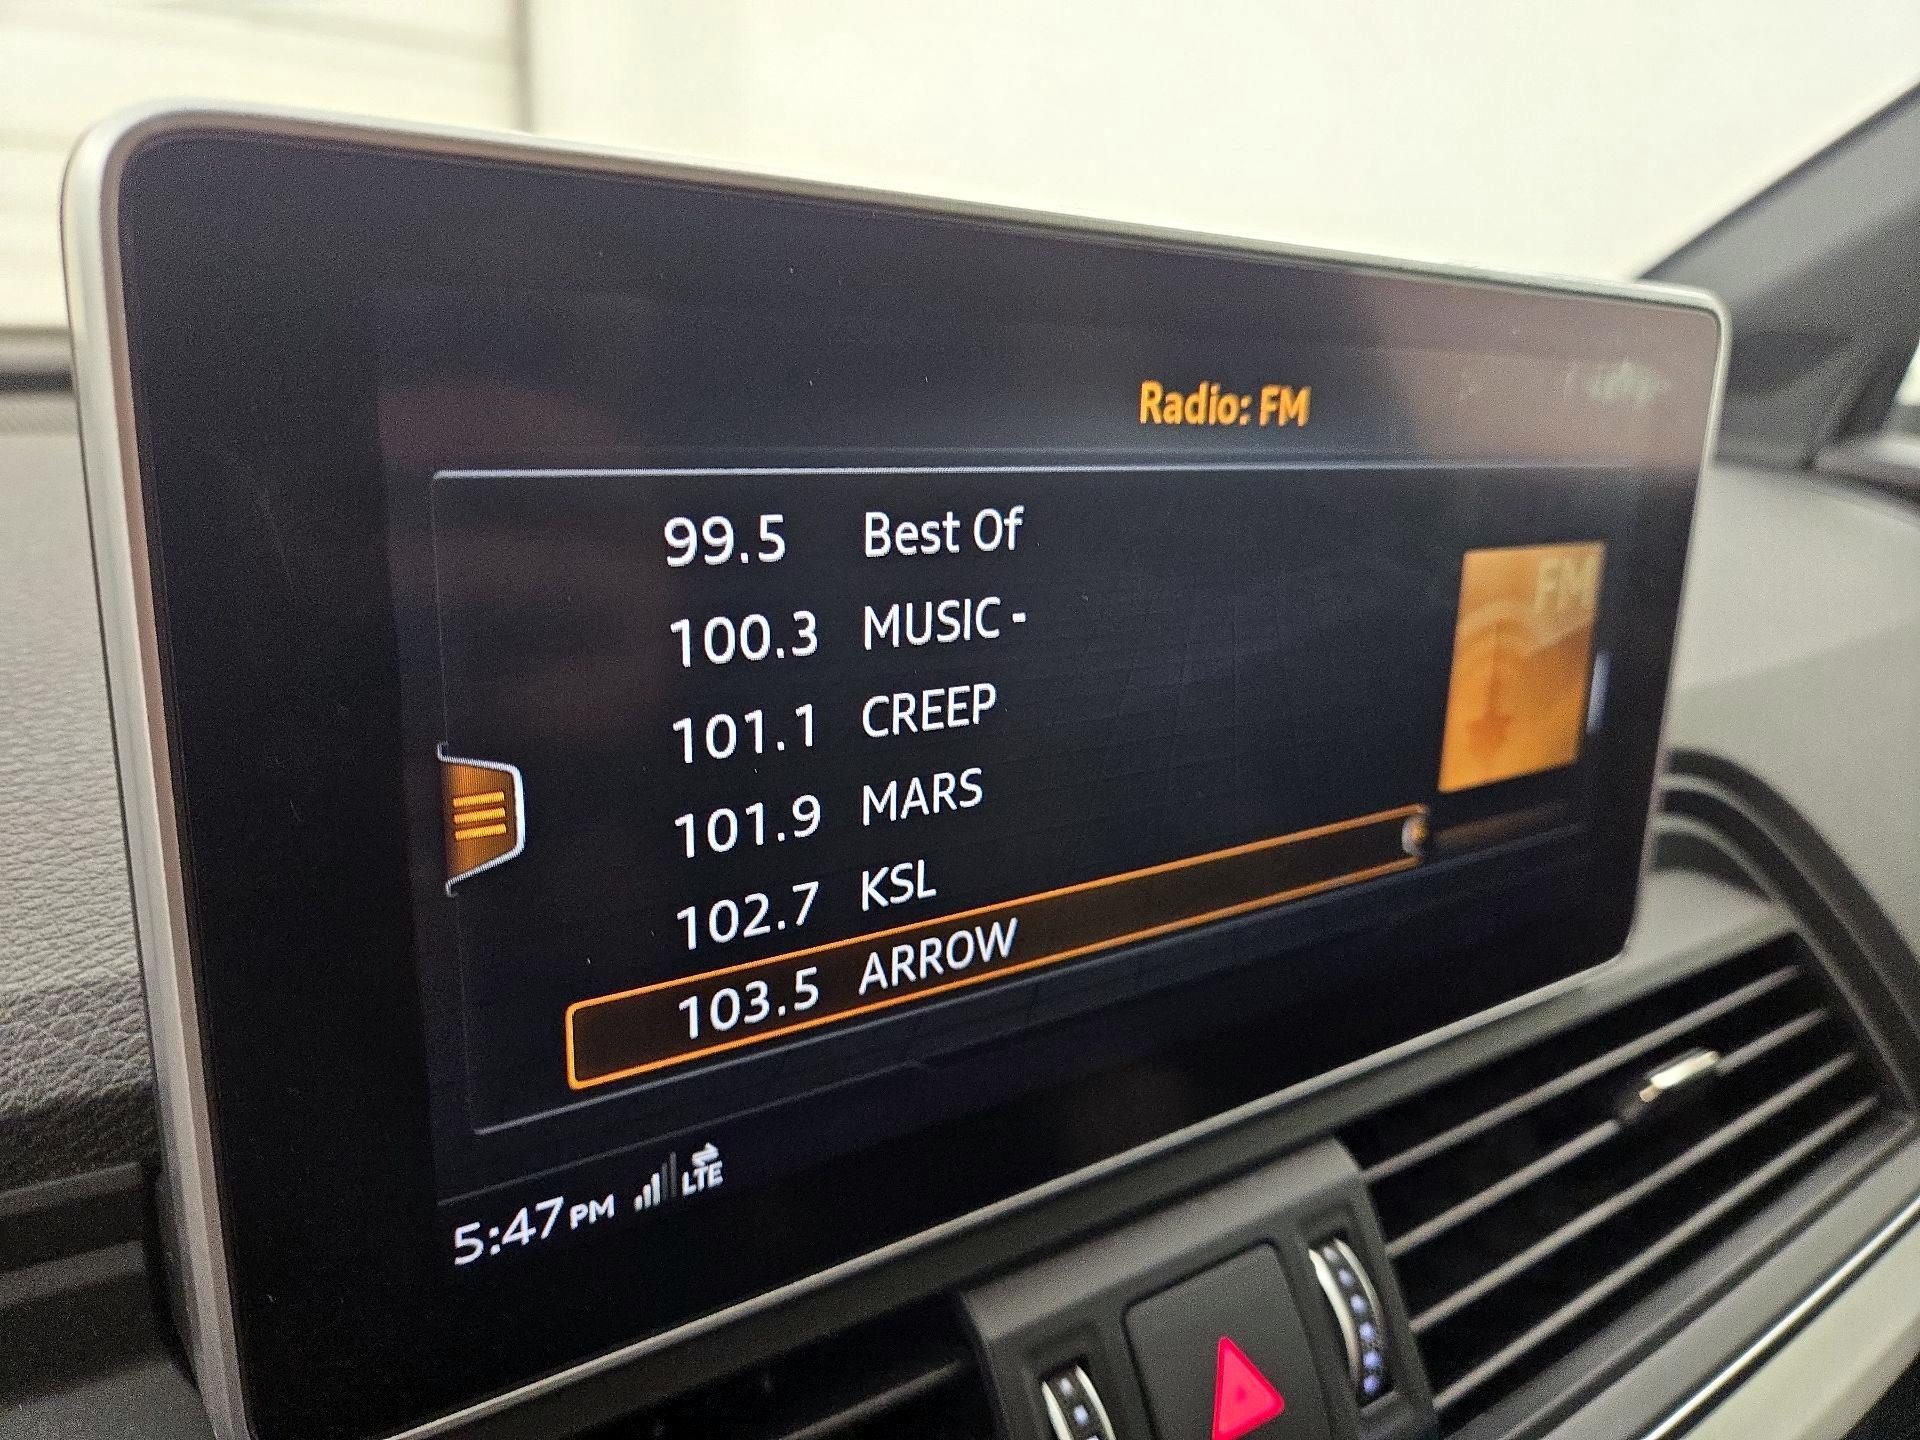 Radio: FM
99.5 Best Of
100.3 MUSIC -
101.1 CREEP
101.9 MARS
102.7 KSL
103.5 ARROW
FM
5:47 PM LTE